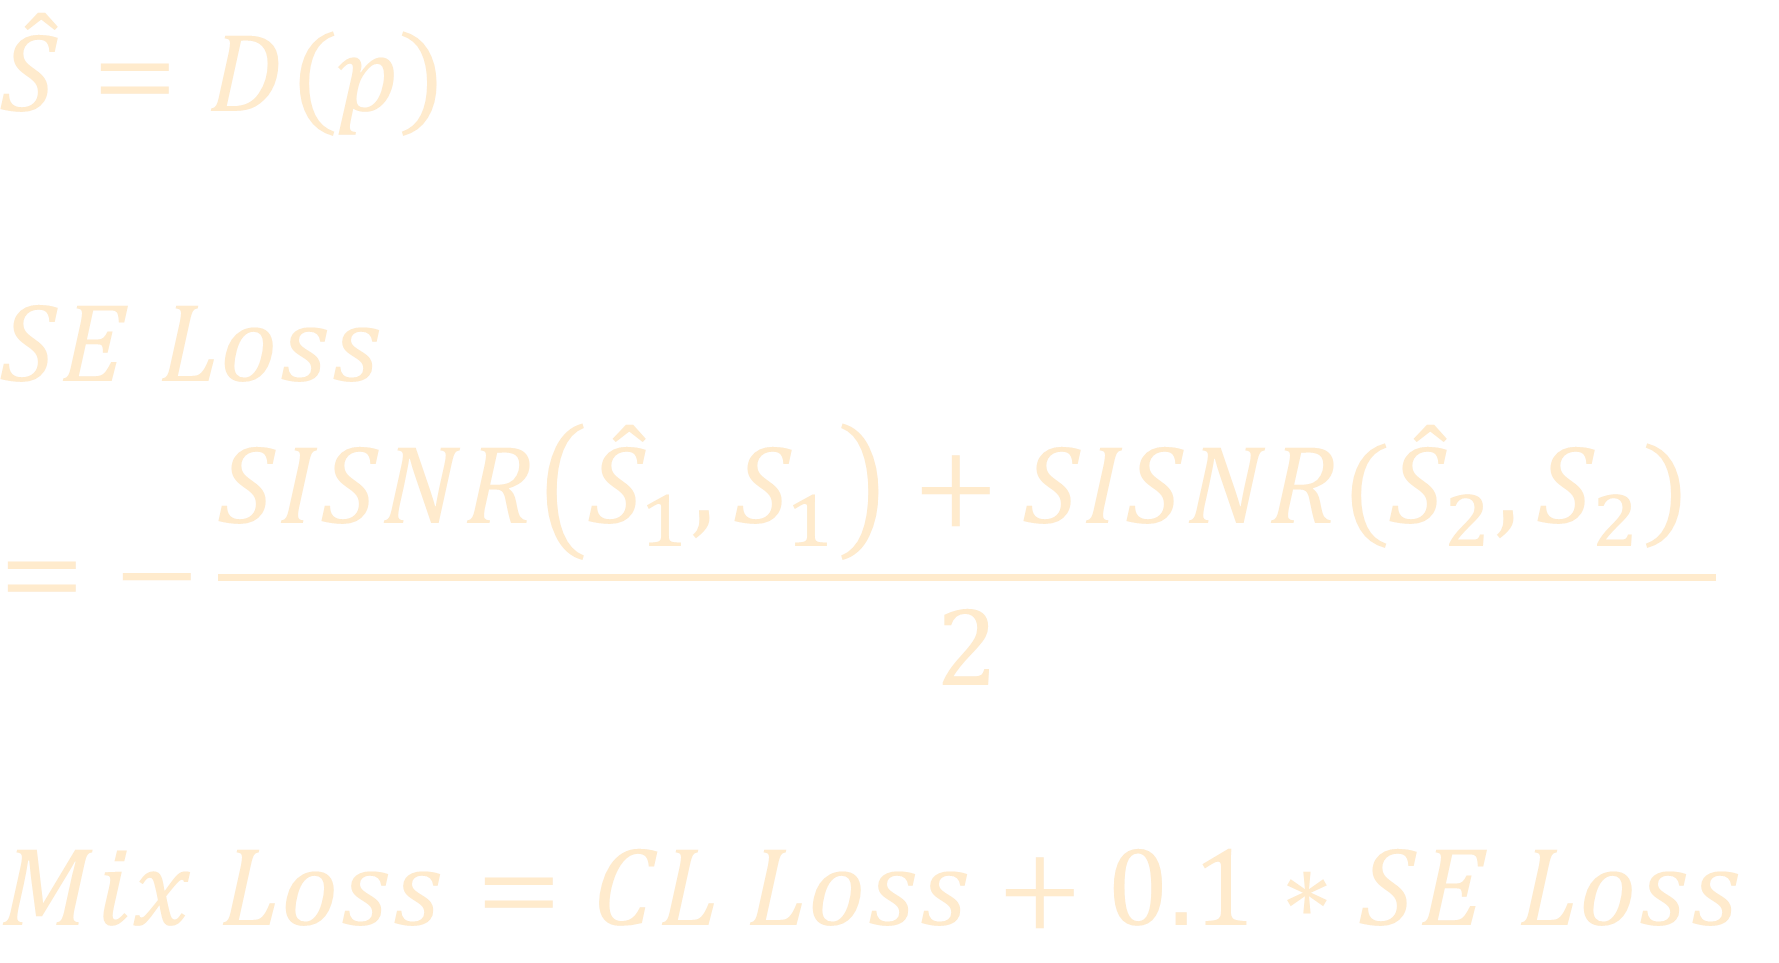 Ŝ = D(p)
SE Loss
= − (SISNR(Ŝ₁, S₁) + SISNR(Ŝ₂, S₂)) / 2
Mix Loss = CL Loss + 0.1 * SE Loss